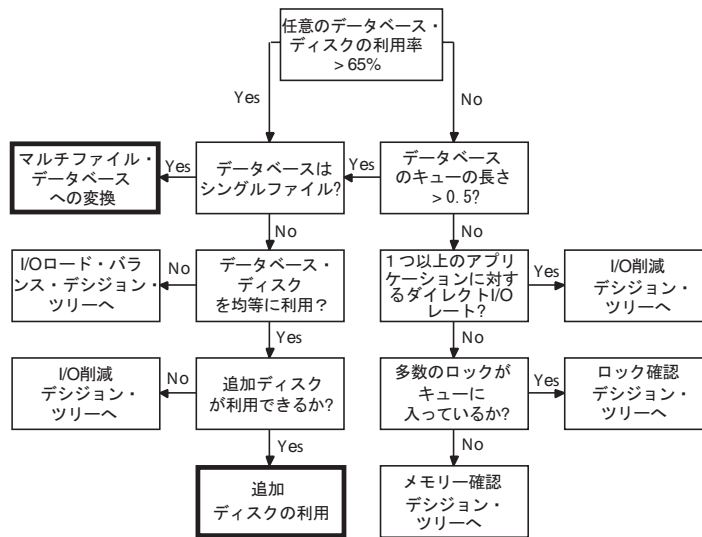 任意のデータベース・
ディスクの利用率
>65%
Yes
No
マルチファイル・
データベース
への変換
Yes
データベースは
シングルファイル?
Yes
データベース
のキューの長さ
>0.5?
No
No
I/Oロード・バラ
ンス・デシジョン・
ツリーへ
No
データベース・
ディスク
を均等に利用?
1つ以上のアプリ
ケーションに対す
るダイレクトI/O
レート?
Yes
I/O削減
デシジョン・
ツリーへ
Yes
No
I/O削減
デシジョン・
ツリーへ
No
追加ディスク
が利用できるか?
多数のロックが
キューに
入っているか?
Yes
ロック確認
デシジョン・
ツリーへ
Yes
No
追加
ディスクの利用
メモリー確認
デシジョン・
ツリーへ